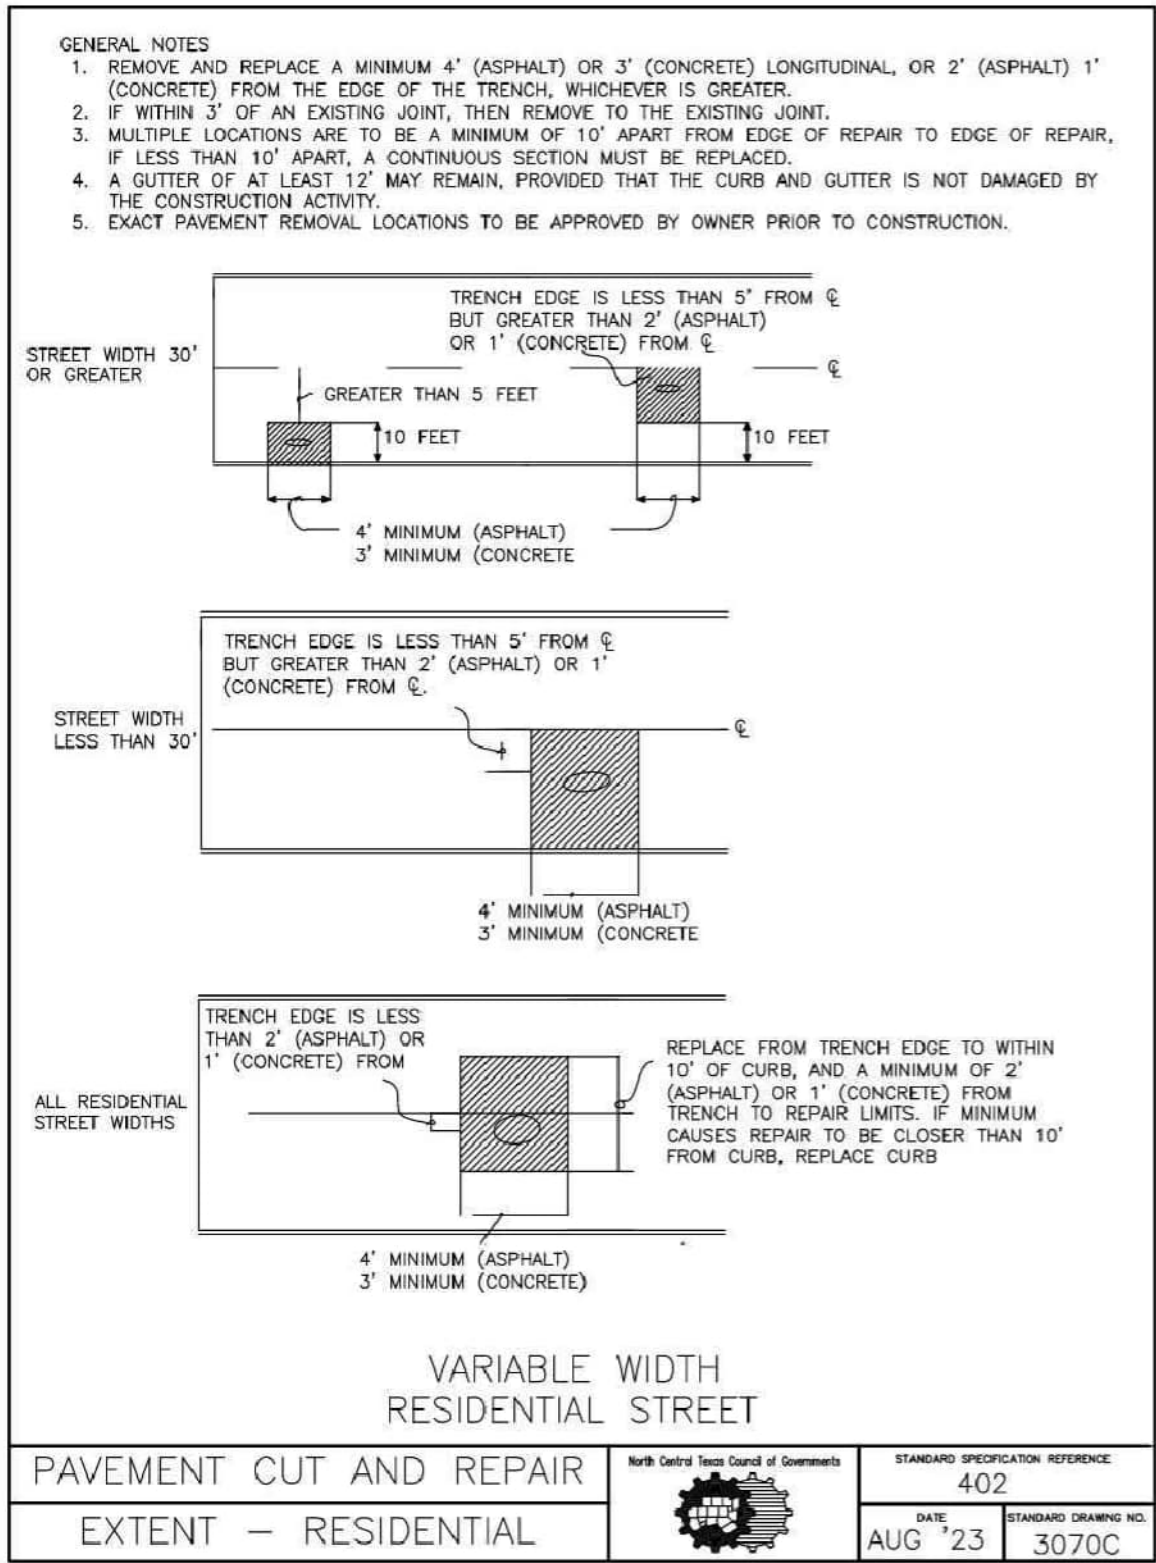 GENERAL NOTES
1. REMOVE AND REPLACE A MINIMUM 4' (ASPHALT) OR 3' (CONCRETE) LONGITUDINAL, OR 2' (ASPHALT) 1'
(CONCRETE) FROM THE EDGE OF THE TRENCH, WHICHEVER IS GREATER.
2. IF WITHIN 3' OF AN EXISTING JOINT, THEN REMOVE TO THE EXISTING JOINT.
3. MULTIPLE LOCATIONS ARE TO BE A MINIMUM OF 10' APART FROM EDGE OF REPAIR TO EDGE OF REPAIR,
IF LESS THAN 10' APART, A CONTINUOUS SECTION MUST BE REPLACED.
4. A GUTTER OF AT LEAST 12' MAY REMAIN, PROVIDED THAT THE CURB AND GUTTER IS NOT DAMAGED BY
THE CONSTRUCTION ACTIVITY.
5. EXACT PAVEMENT REMOVAL LOCATIONS TO BE APPROVED BY OWNER PRIOR TO CONSTRUCTION.
TRENCH EDGE IS LESS THAN 5' FROM ℄
BUT GREATER THAN 2' (ASPHALT)
OR 1' (CONCRETE) FROM ℄
STREET WIDTH 30'
OR GREATER
℄
GREATER THAN 5 FEET
10 FEET
10 FEET
4' MINIMUM (ASPHALT)
3' MINIMUM (CONCRETE
TRENCH EDGE IS LESS THAN 5' FROM ℄
BUT GREATER THAN 2' (ASPHALT) OR 1'
(CONCRETE) FROM ℄.
STREET WIDTH
LESS THAN 30'
℄
4' MINIMUM (ASPHALT)
3' MINIMUM (CONCRETE
TRENCH EDGE IS LESS
THAN 2' (ASPHALT) OR
1' (CONCRETE) FROM
ALL RESIDENTIAL
STREET WIDTHS
REPLACE FROM TRENCH EDGE TO WITHIN
10' OF CURB, AND A MINIMUM OF 2'
(ASPHALT) OR 1' (CONCRETE) FROM
TRENCH TO REPAIR LIMITS. IF MINIMUM
CAUSES REPAIR TO BE CLOSER THAN 10'
FROM CURB, REPLACE CURB
4' MINIMUM (ASPHALT)
3' MINIMUM (CONCRETE)
VARIABLE WIDTH
RESIDENTIAL STREET
PAVEMENT CUT AND REPAIR
EXTENT – RESIDENTIAL
North Central Texas Council of Governments
STANDARD SPECIFICATION REFERENCE
402
DATE
AUG '23
STANDARD DRAWING NO.
3070C